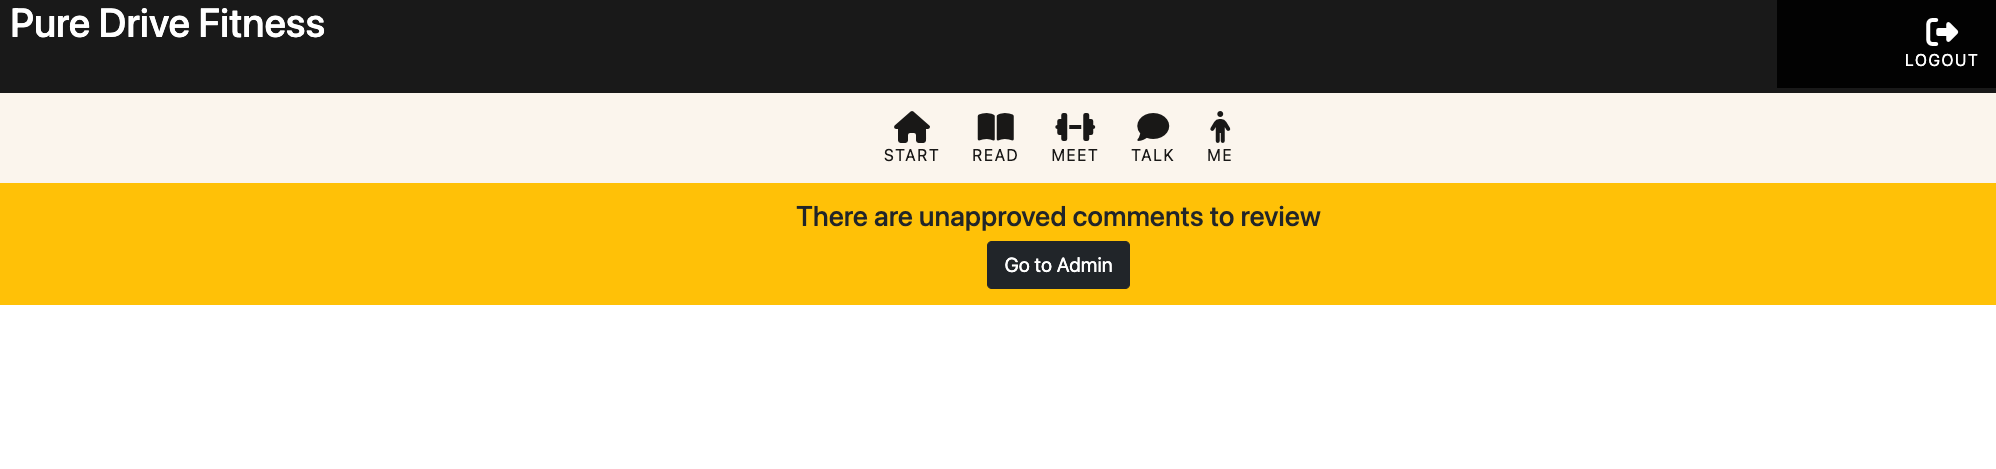 Pure Drive Fitness
LOGOUT
START READ MEET TALK ME
There are unapproved comments to review
Go to Admin